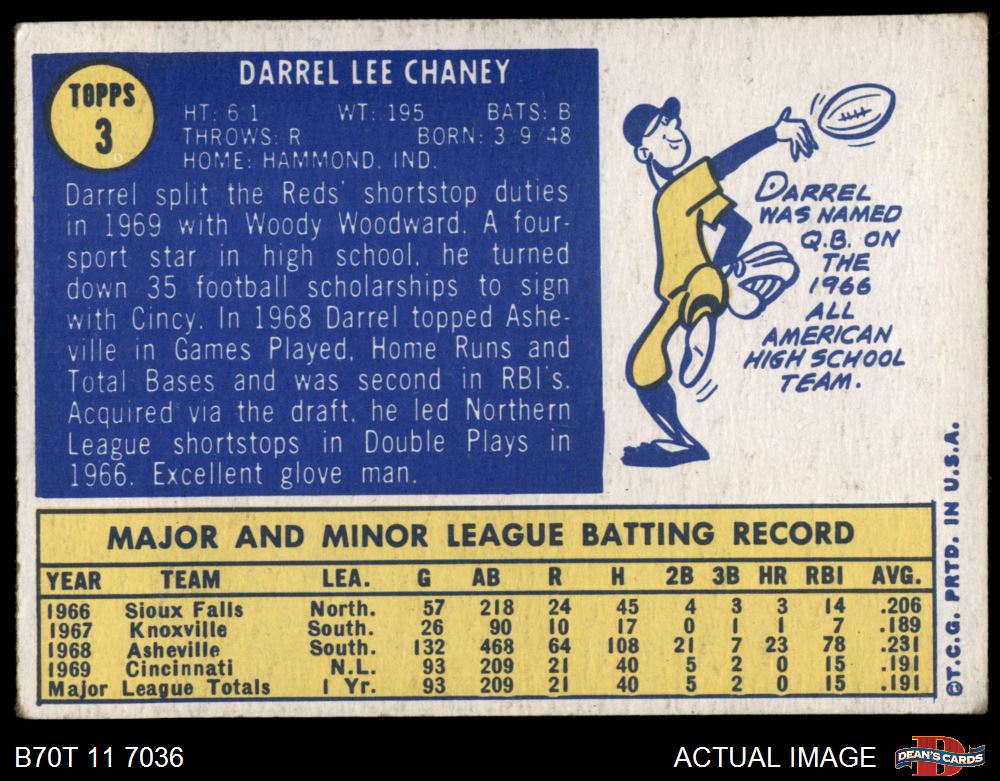 TOPPS
3
DARREL LEE CHANEY
HT: 6 1 WT: 195 BATS: B
THROWS: R BORN: 3 9 48
HOME: HAMMOND, IND.
Darrel split the Reds' shortstop duties
in 1969 with Woody Woodward. A four-
sport star in high school, he turned
down 35 football scholarships to sign
with Cincy. In 1968 Darrel topped Ashe-
ville in Games Played, Home Runs and
Total Bases and was second in RBI's.
Acquired via the draft, he led Northern
League shortstops in Double Plays in
1966. Excellent glove man.
DARREL
WAS NAMED
Q.B. ON
THE
1966
ALL
AMERICAN
HIGH SCHOOL
TEAM.
MAJOR AND MINOR LEAGUE BATTING RECORD
YEAR TEAM LEA. G AB R H 2B 3B HR RBI AVG.
1966 Sioux Falls North. 57 218 24 45 4 3 3 14 .206
1967 Knoxville South. 26 90 10 17 0 1 1 7 .189
1968 Asheville South. 132 468 64 108 21 7 23 78 .231
1969 Cincinnati N.L. 93 209 21 40 5 2 0 15 .191
Major League Totals 1 Yr. 93 209 21 40 5 2 0 15 .191
©T.C.G. PRTD. IN U.S.A.
B70T 11 7036 ACTUAL IMAGE
D
DEAN'S CARDS